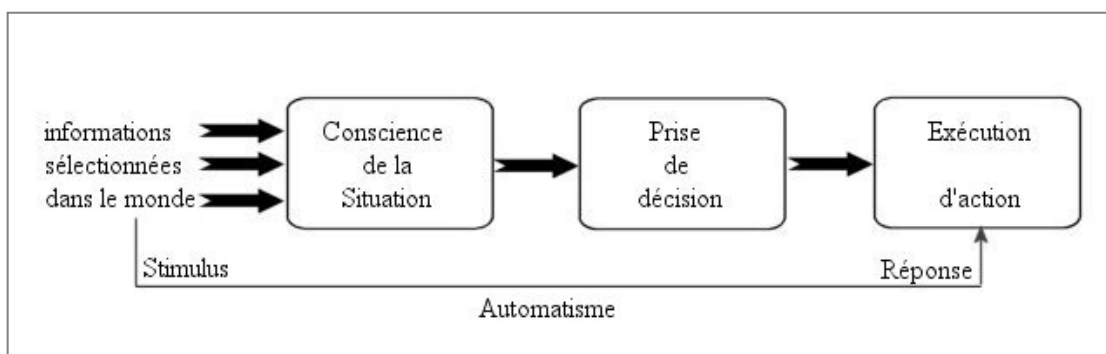 informations
sélectionnées
dans le monde
Conscience
de la
Situation
Prise
de
décision
Exécution
d'action
Stimulus
Réponse
Automatisme